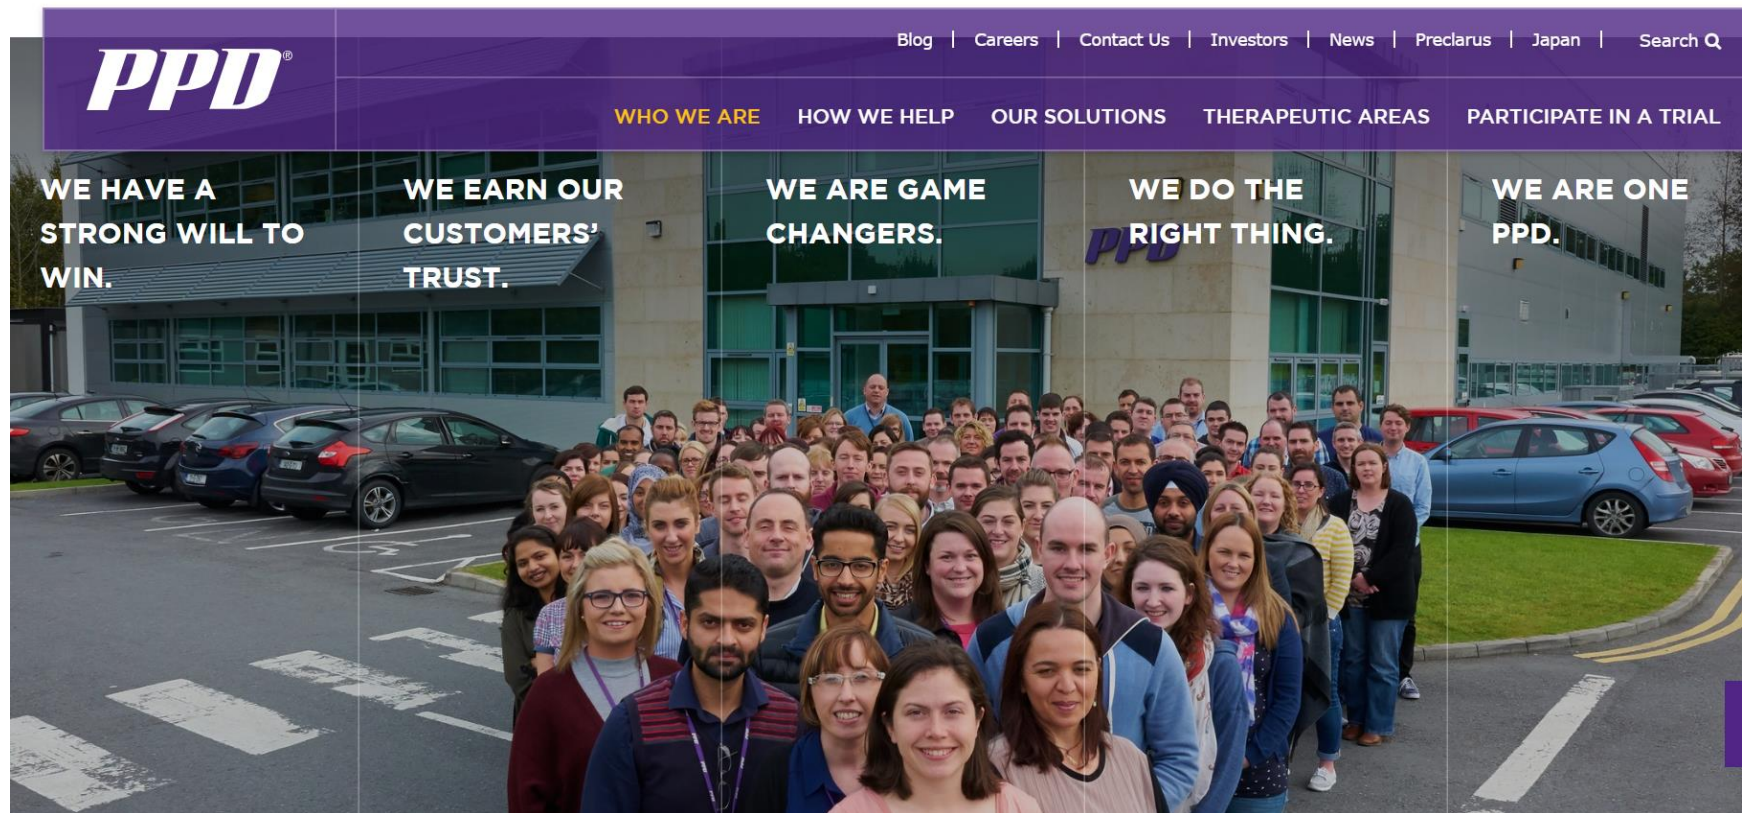 PPD®
Blog | Careers | Contact Us | Investors | News | Preclarus | Japan | Search
WHO WE ARE HOW WE HELP OUR SOLUTIONS THERAPEUTIC AREAS PARTICIPATE IN A TRIAL
WE HAVE A
STRONG WILL TO
WIN.
WE EARN OUR
CUSTOMERS’
TRUST.
WE ARE GAME
CHANGERS.
WE DO THE
RIGHT THING.
WE ARE ONE
PPD.
PPD